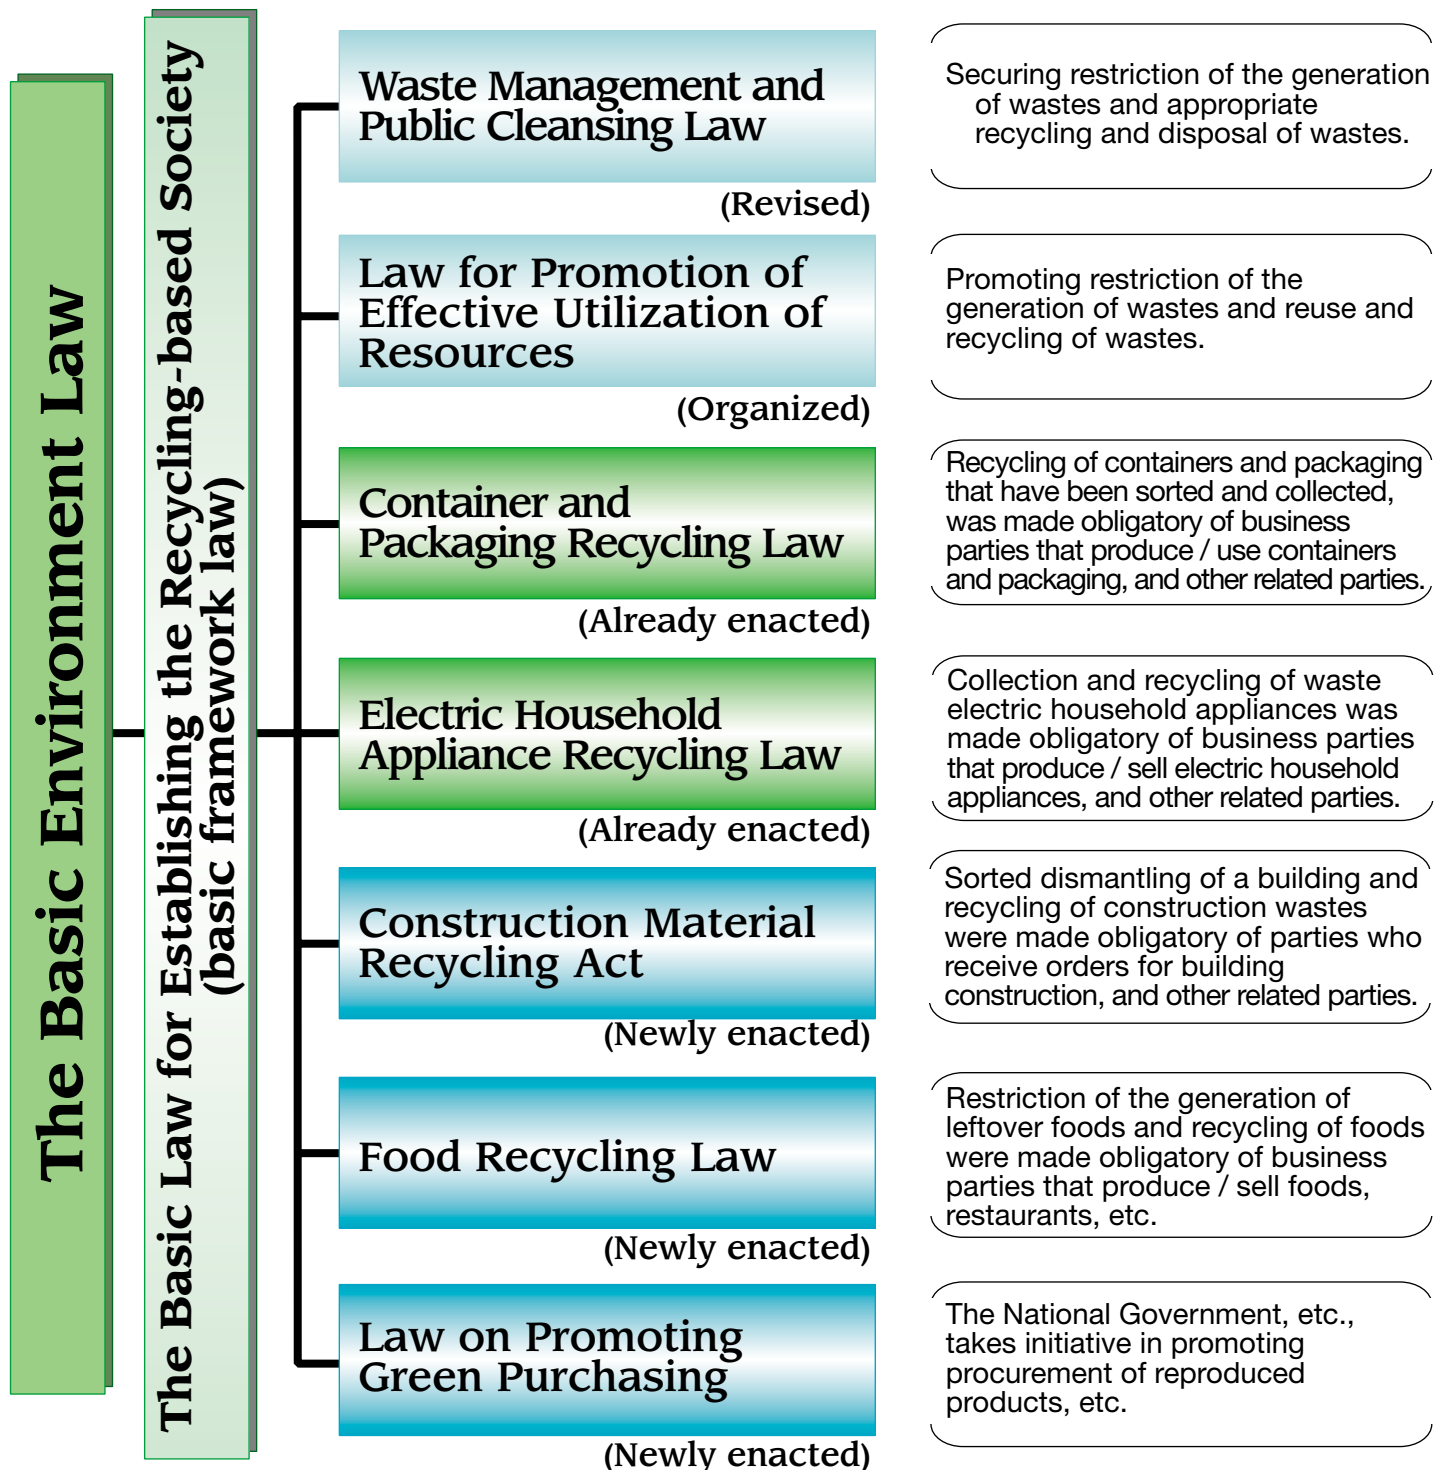 The Basic Environment Law
The Basic Law for Establishing the Recycling-based Society
(basic framework law)
Waste Management and
Public Cleansing Law
(Revised)
Securing restriction of the generation
of wastes and appropriate
recycling and disposal of wastes.
Law for Promotion of
Effective Utilization of
Resources
(Organized)
Promoting restriction of the
generation of wastes and reuse and
recycling of wastes.
Container and
Packaging Recycling Law
(Already enacted)
Recycling of containers and packaging
that have been sorted and collected,
was made obligatory of business
parties that produce / use containers
and packaging, and other related parties.
Electric Household
Appliance Recycling Law
(Already enacted)
Collection and recycling of waste
electric household appliances was
made obligatory of business parties
that produce / sell electric household
appliances, and other related parties.
Construction Material
Recycling Act
(Newly enacted)
Sorted dismantling of a building and
recycling of construction wastes
were made obligatory of parties who
receive orders for building
construction, and other related parties.
Food Recycling Law
(Newly enacted)
Restriction of the generation of
leftover foods and recycling of foods
were made obligatory of business
parties that produce / sell foods,
restaurants, etc.
Law on Promoting
Green Purchasing
(Newly enacted)
The National Government, etc.,
takes initiative in promoting
procurement of reproduced
products, etc.